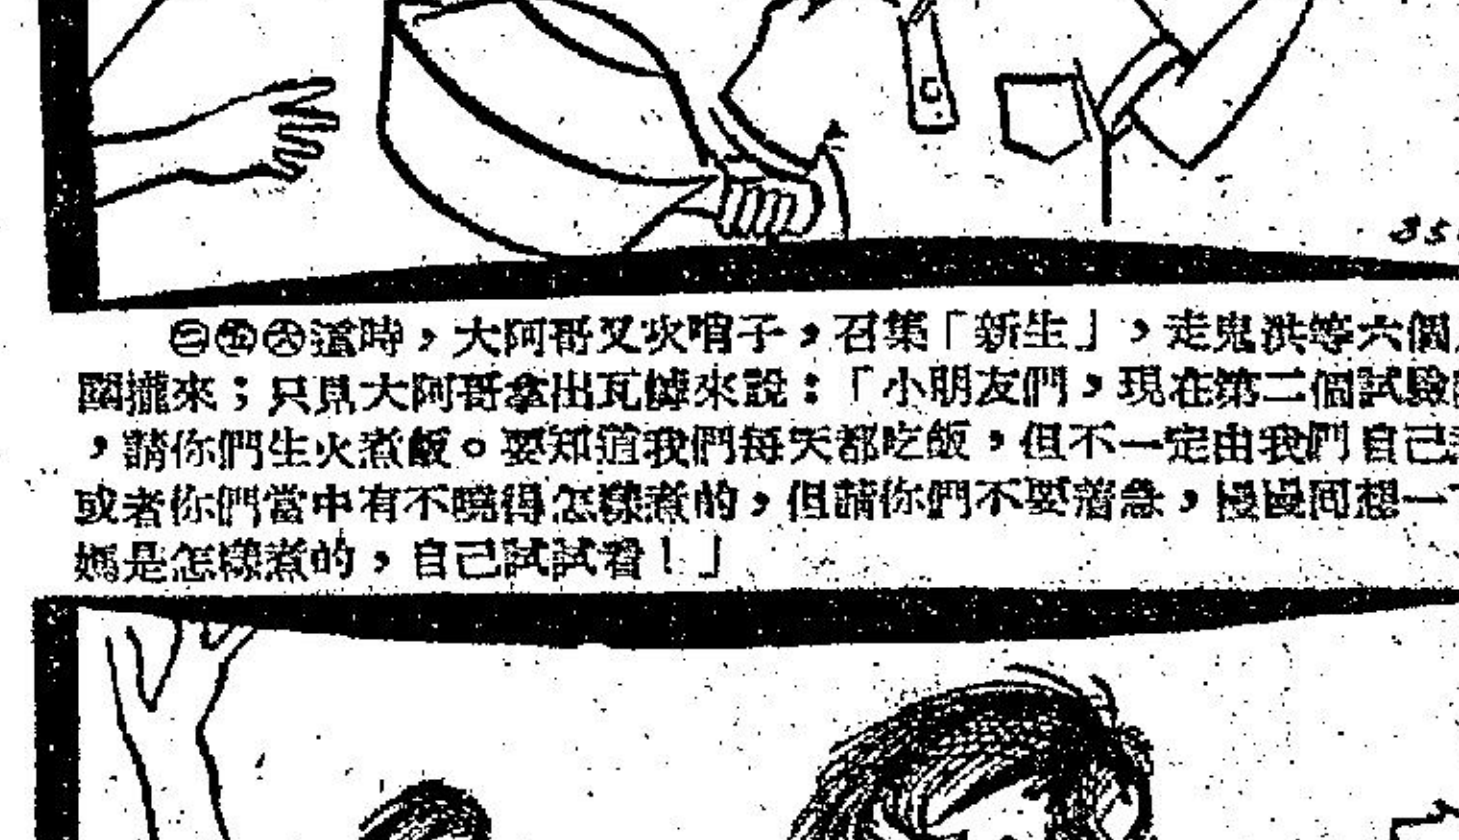 35
㊁㊄㊅這時，大阿哥又吹哨子，召集「新生」，走鬼洪等六個
關攏來；只見大阿哥拿出瓦罉來說：「小朋友們，現在第二個試驗
，請你們生火煮飯。要知道我們每天都吃飯，但不一定由我們自己
或者你們當中有不曉得怎樣煮的，但請你們不要着急，慢慢回想一
媽是怎樣煮的，自己試試看！」